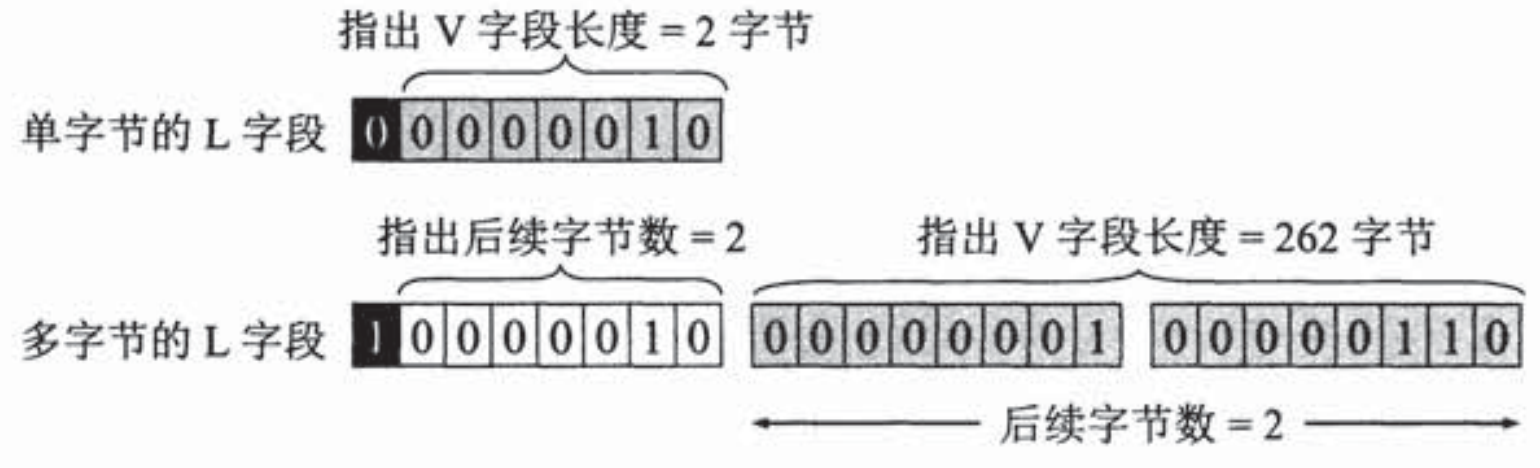 指出 V 字段长度 = 2 字节
单字节的 L 字段 0 0 0 0 0 0 1 0
指出后续字节数 = 2 指出 V 字段长度 = 262 字节
多字节的 L 字段 1 0 0 0 0 0 1 0 0 0 0 0 0 0 0 1 0 0 0 0 0 1 1 0
后续字节数 = 2